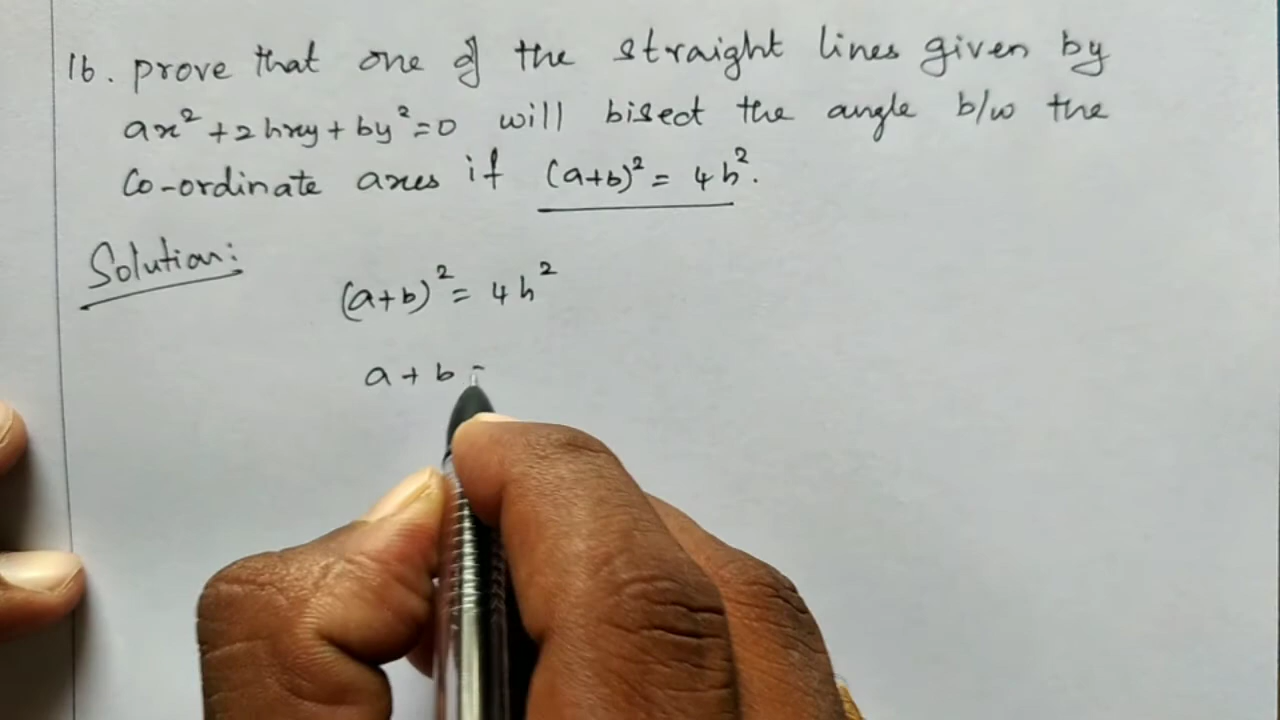 16. prove that one of the straight lines given by
ax² + 2hxy + by² = 0 will bisect the angle b/w the
Co-ordinate axes if (a+b)² = 4h².
Solution:
(a+b)² = 4h²
a + b =